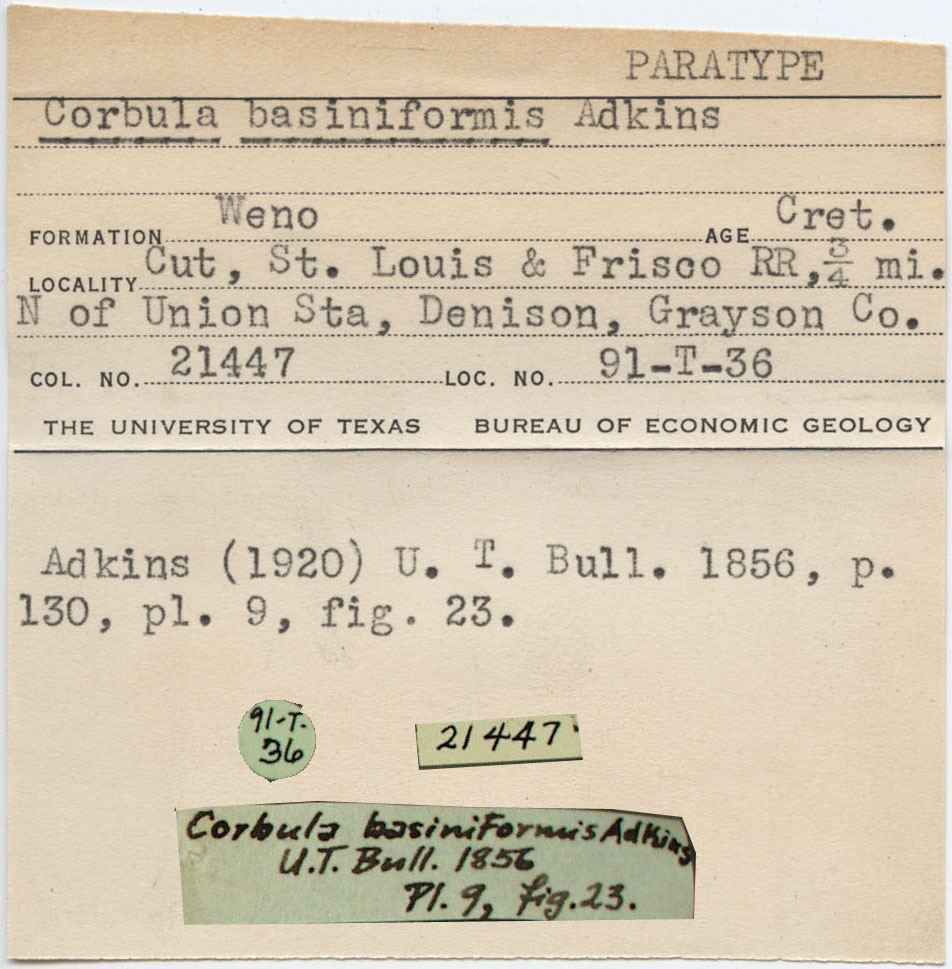 PARATYPE
Corbula basiniformis Adkins
FORMATION Weno AGE Cret.
LOCALITY Cut, St. Louis & Frisco RR, 3/4 mi.
N of Union Sta, Denison, Grayson Co.
COL. NO. 21447 LOC. NO. 91-T-36
THE UNIVERSITY OF TEXAS BUREAU OF ECONOMIC GEOLOGY
Adkins (1920) U. T. Bull. 1856, p.
130, pl. 9, fig. 23.
91-T-
36
21447
Corbula basiniformis Adkins
U.T. Bull. 1856
Pl. 9, fig. 23.